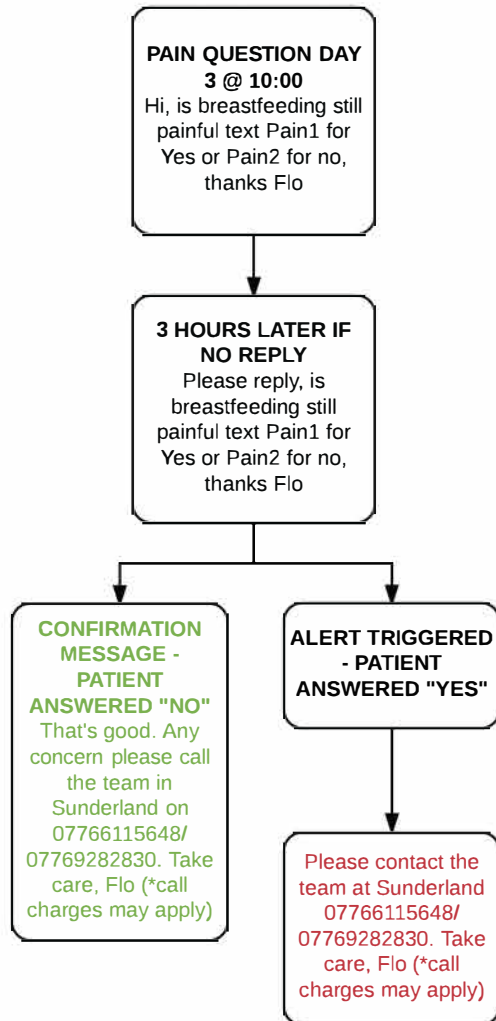 PAIN QUESTION DAY
3 @ 10:00
Hi, is breastfeeding still
painful text Pain1 for
Yes or Pain2 for no,
thanks Flo
3 HOURS LATER IF
NO REPLY
Please reply, is
breastfeeding still
painful text Pain1 for
Yes or Pain2 for no,
thanks Flo
CONFIRMATION
MESSAGE -
PATIENT
ANSWERED "NO"
That's good. Any
concern please call
the team in
Sunderland on
07766115648/
07769282830. Take
care, Flo (*call
charges may apply)
ALERT TRIGGERED
- PATIENT
ANSWERED "YES"
Please contact the
team at Sunderland
07766115648/
07769282830. Take
care, Flo (*call
charges may apply)